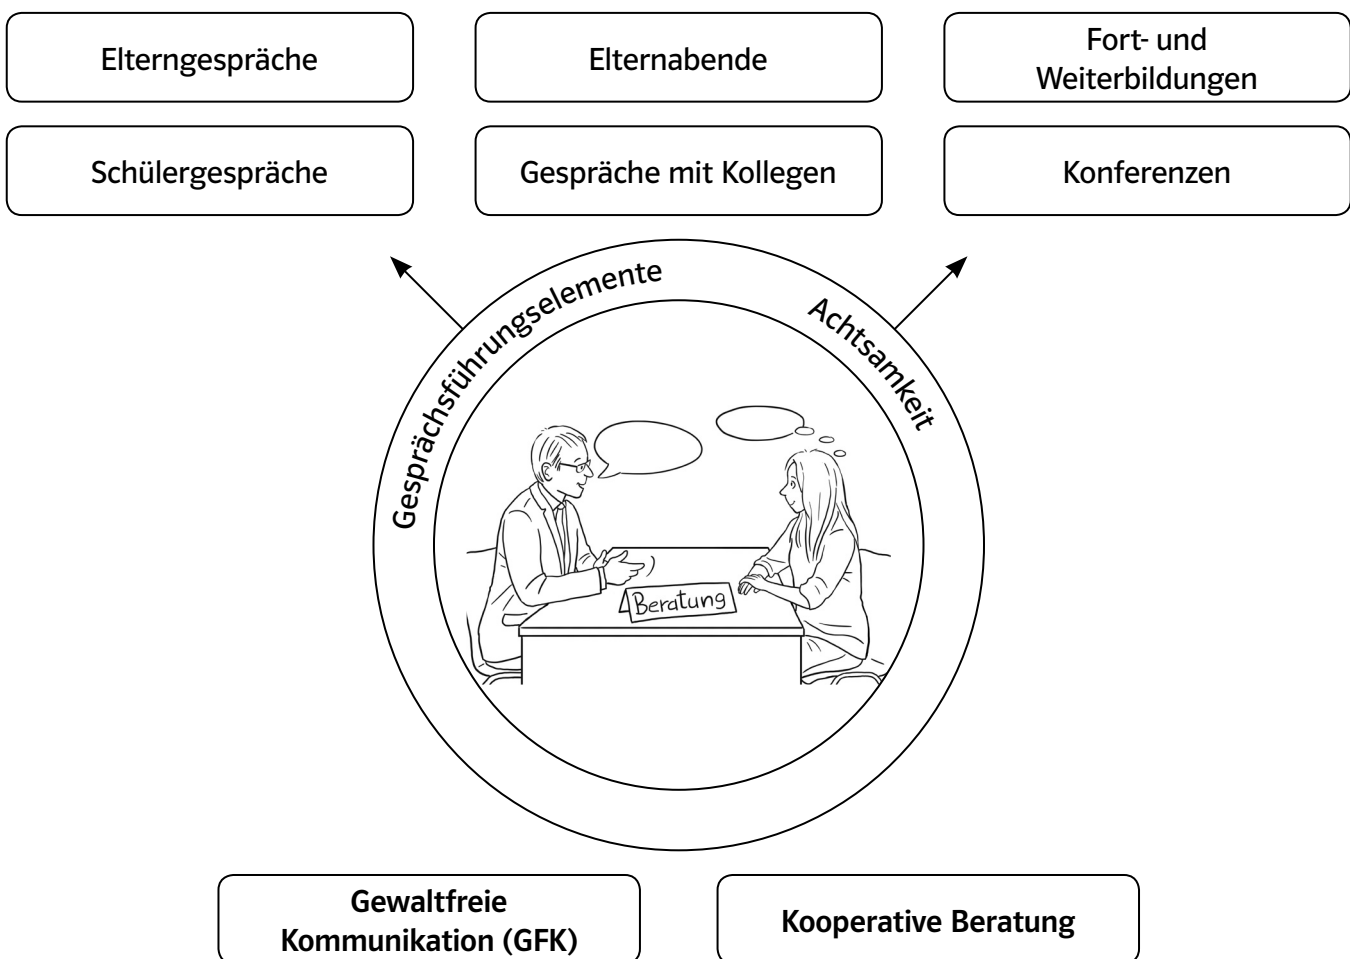 Elterngespräche
Elternabende
Fort- und
Weiterbildungen
Schülergespräche
Gespräche mit Kollegen
Konferenzen
Gesprächsführungselemente
Achtsamkeit
Beratung
Gewaltfreie
Kommunikation (GFK)
Kooperative Beratung